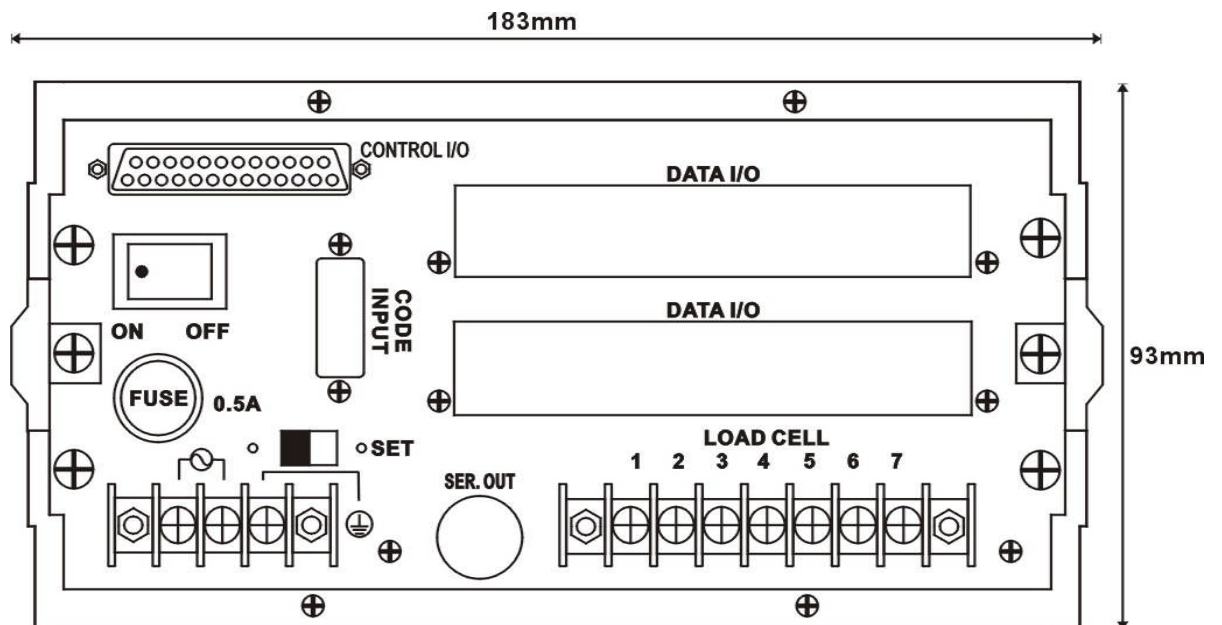 183mm
CONTROL I/O
DATA I/O
CODE
INPUT
ON OFF
DATA I/O
93mm
FUSE 0.5A
SET
LOAD CELL
1 2 3 4 5 6 7
SER. OUT